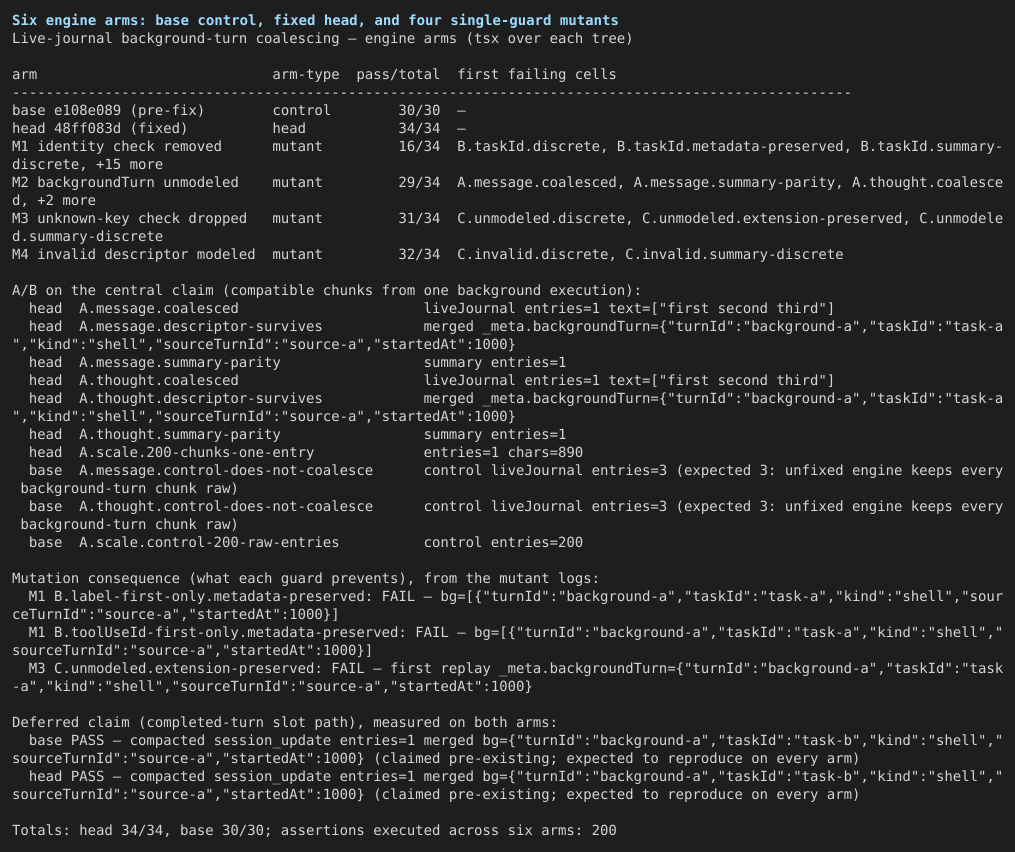 Six engine arms: base control, fixed head, and four single-guard mutants
Live-journal background-turn coalescing — engine arms (tsx over each tree)
arm                            arm-type  pass/total  first failing cells
----------------------------------------------------------------------------------------------------
base e108e089 (pre-fix)        control        30/30  —
head 48ff083d (fixed)          head           34/34  —
M1 identity check removed      mutant         16/34  B.taskId.discrete, B.taskId.metadata-preserved, B.taskId.summary-
discrete, +15 more
M2 backgroundTurn unmodeled    mutant         29/34  A.message.coalesced, A.message.summary-parity, A.thought.coalesce
d, +2 more
M3 unknown-key check dropped   mutant         31/34  C.unmodeled.discrete, C.unmodeled.extension-preserved, C.unmodele
d.summary-discrete
M4 invalid descriptor modeled  mutant         32/34  C.invalid.discrete, C.invalid.summary-discrete
A/B on the central claim (compatible chunks from one background execution):
  head  A.message.coalesced                      liveJournal entries=1 text=["first second third"]
  head  A.message.descriptor-survives            merged _meta.backgroundTurn={"turnId":"background-a","taskId":"task-a
","kind":"shell","sourceTurnId":"source-a","startedAt":1000}
  head  A.message.summary-parity                 summary entries=1
  head  A.thought.coalesced                      liveJournal entries=1 text=["first second third"]
  head  A.thought.descriptor-survives            merged _meta.backgroundTurn={"turnId":"background-a","taskId":"task-a
","kind":"shell","sourceTurnId":"source-a","startedAt":1000}
  head  A.thought.summary-parity                 summary entries=1
  head  A.scale.200-chunks-one-entry             entries=1 chars=890
  base  A.message.control-does-not-coalesce      control liveJournal entries=3 (expected 3: unfixed engine keeps every
 background-turn chunk raw)
  base  A.thought.control-does-not-coalesce      control liveJournal entries=3 (expected 3: unfixed engine keeps every
 background-turn chunk raw)
  base  A.scale.control-200-raw-entries          control entries=200
Mutation consequence (what each guard prevents), from the mutant logs:
  M1 B.label-first-only.metadata-preserved: FAIL — bg=[{"turnId":"background-a","taskId":"task-a","kind":"shell","sour
ceTurnId":"source-a","startedAt":1000}]
  M1 B.toolUseId-first-only.metadata-preserved: FAIL — bg=[{"turnId":"background-a","taskId":"task-a","kind":"shell","
sourceTurnId":"source-a","startedAt":1000}]
  M3 C.unmodeled.extension-preserved: FAIL — first replay _meta.backgroundTurn={"turnId":"background-a","taskId":"task
-a","kind":"shell","sourceTurnId":"source-a","startedAt":1000}
Deferred claim (completed-turn slot path), measured on both arms:
  base PASS — compacted session_update entries=1 merged bg={"turnId":"background-a","taskId":"task-b","kind":"shell","
sourceTurnId":"source-a","startedAt":1000} (claimed pre-existing; expected to reproduce on every arm)
  head PASS — compacted session_update entries=1 merged bg={"turnId":"background-a","taskId":"task-b","kind":"shell","
sourceTurnId":"source-a","startedAt":1000} (claimed pre-existing; expected to reproduce on every arm)
Totals: head 34/34, base 30/30; assertions executed across six arms: 200